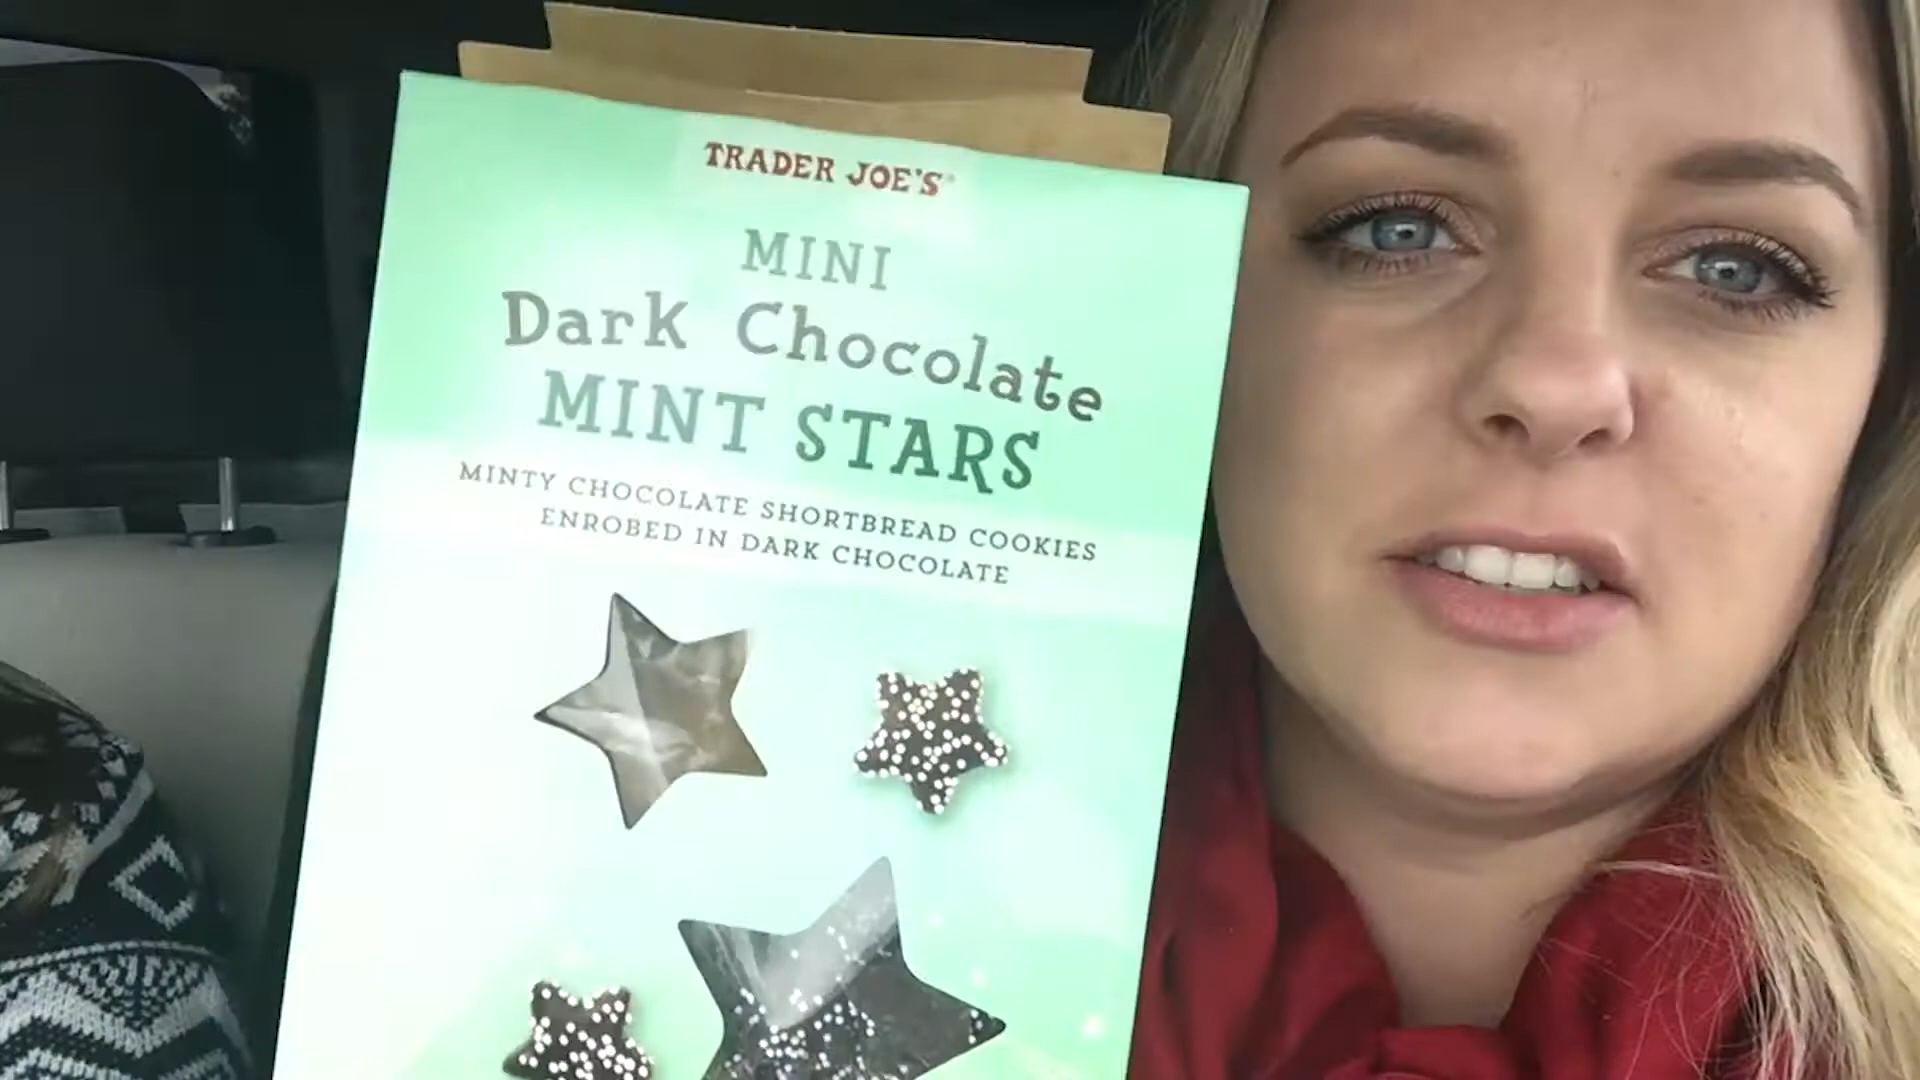 TRADER JOE'S
MINI
Dark Chocolate
MINT STARS
MINTY CHOCOLATE SHORTBREAD COOKIES
ENROBED IN DARK CHOCOLATE